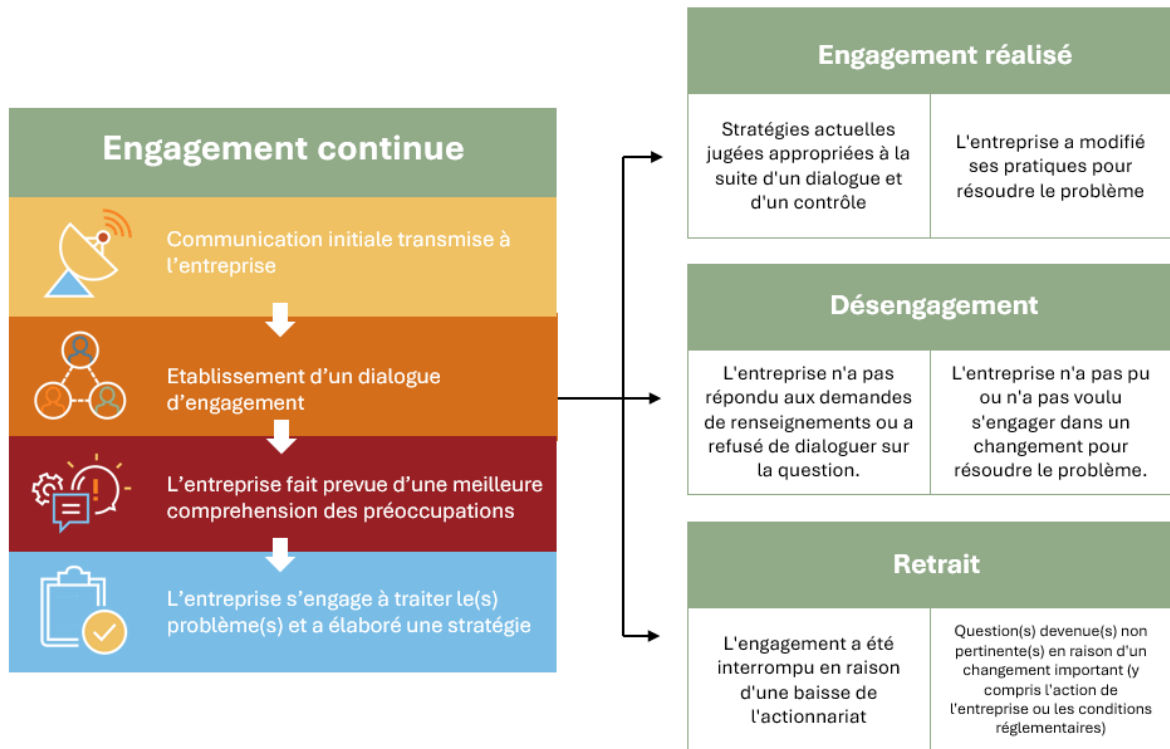 Engagement continue
Communication initiale transmise à
l'entreprise
Etablissement d'un dialogue
d'engagement
L'entreprise fait prevue d'une meilleure
comprehension des préoccupations
L'entreprise s'engage à traiter le(s)
problème(s) et a élaboré une stratégie
Engagement réalisé
Stratégies actuelles
jugées appropriées à la
suite d'un dialogue et
d'un contrôle
L'entreprise a modifié
ses pratiques pour
résoudre le problème
Désengagement
L'entreprise n'a pas
répondu aux demandes
de renseignements ou a
refusé de dialoguer sur
la question.
L'entreprise n'a pas pu
ou n'a pas voulu
s'engager dans un
changement pour
résoudre le problème.
Retrait
L'engagement a été
interrompu en raison
d'une baisse de
l'actionnariat
Question(s) devenue(s) non
pertinente(s) en raison d'un
changement important (y
compris l'action de
l'entreprise ou les conditions
réglementaires)